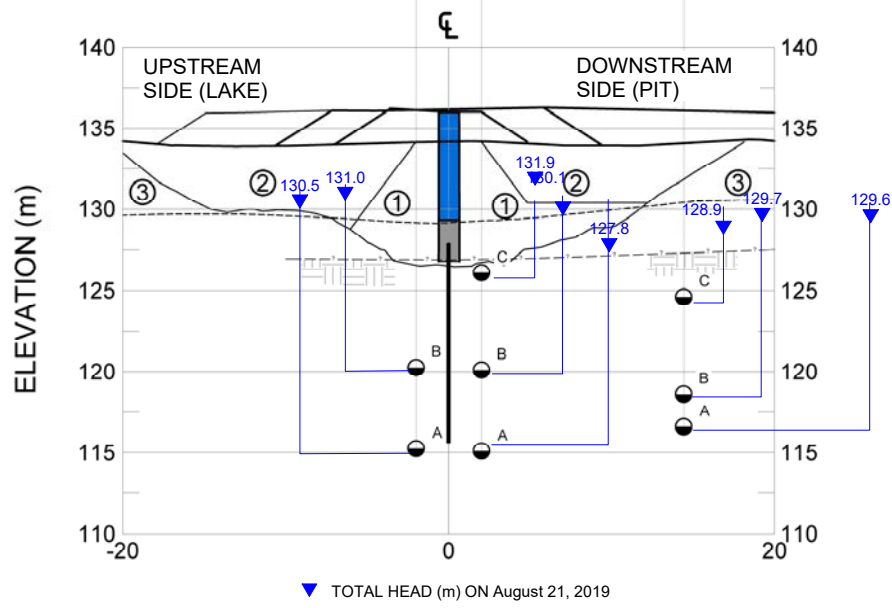 ℄
140
140
UPSTREAM
SIDE (LAKE)
DOWNSTREAM
SIDE (PIT)
135
135
131.9
130.1
③
②
130.5
131.0
①
①
②
③
129.7
129.6
130
130
128.9
127.8
C
125
125
C
B
B
120
120
B
A
A
A
115
115
110
110
-20
0
20
ELEVATION (m)
TOTAL HEAD (m) ON August 21, 2019